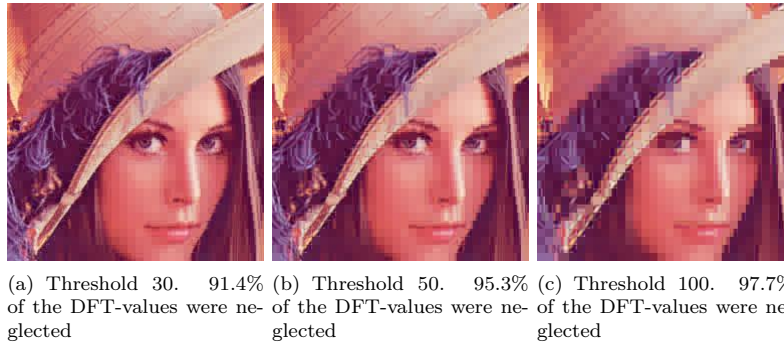 (a) Threshold 30. 91.4%
of the DFT-values were ne-
glected
(b) Threshold 50. 95.3%
of the DFT-values were ne-
glected
(c) Threshold 100. 97.7%
of the DFT-values were ne
glected